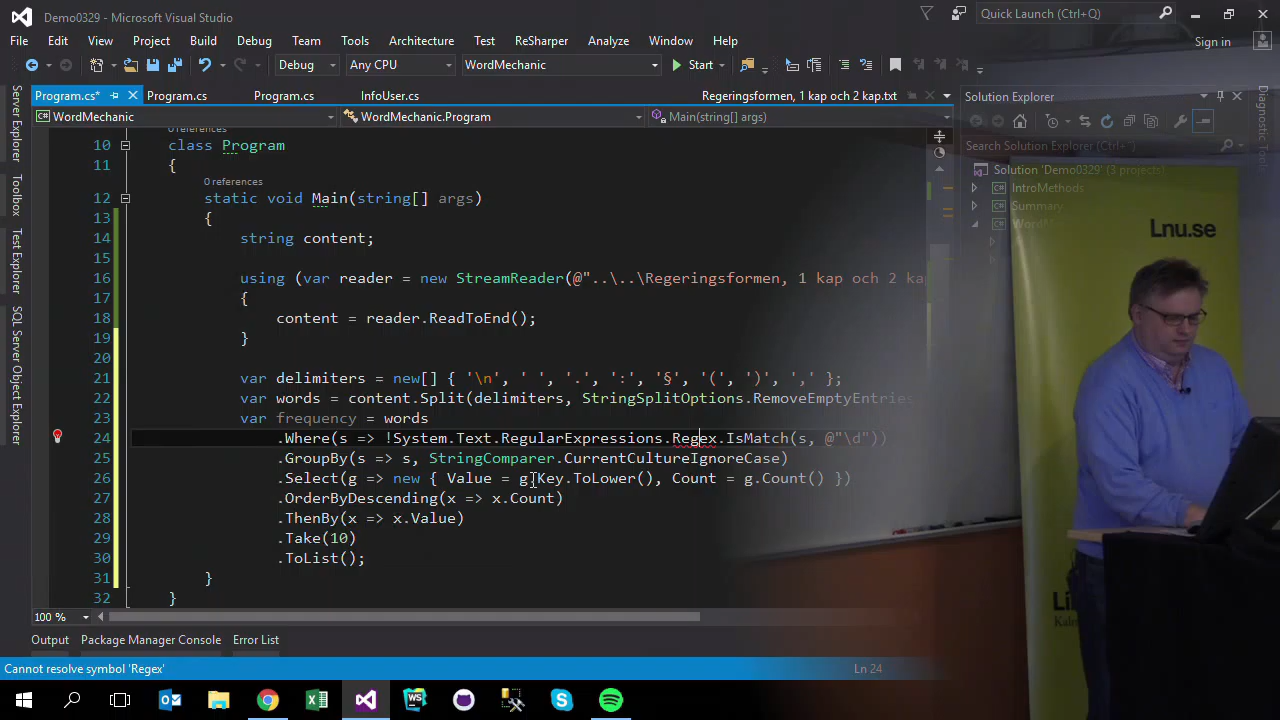 Demo0329 - Microsoft Visual Studio
Quick Launch (Ctrl+Q)
File Edit View Project Build Debug Team Tools Architecture Test ReSharper Analyze Window Help
Sign in
Debug Any CPU WordMechanic Start
Program.cs* Program.cs Program.cs InfoUser.cs Regeringsformen, 1 kap och 2 kap.txt
Solution Explorer
WordMechanic WordMechanic.Program Main(string[] args)
Search Solution Explorer (Ctrl+
Solution 'Demo0329' (3 projects)
IntroMethods
Summary
Server Explorer
Toolbox
Test Explorer
SQL Server Object Explorer
0 references
10 class Program
11 {
0 references
12 static void Main(string[] args)
13 {
14 string content;
15
16 using (var reader = new StreamReader(@"..\..\Regeringsformen, 1 kap och 2 kap
17 {
18 content = reader.ReadToEnd();
19 }
20
21 var delimiters = new[] { '\n', ' ', '.', ':', '§', '(', ')', ',' };
22 var words = content.Split(delimiters, StringSplitOptions.RemoveEmptyEntries
23 var frequency = words
24 .Where(s => !System.Text.RegularExpressions.Regex.IsMatch(s, @"\d"))
25 .GroupBy(s => s, StringComparer.CurrentCultureIgnoreCase)
26 .Select(g => new { Value = g.Key.ToLower(), Count = g.Count() })
27 .OrderByDescending(x => x.Count)
28 .ThenBy(x => x.Value)
29 .Take(10)
30 .ToList();
31 }
32 }
Lnu.se
100 %
Output Package Manager Console Error List
Cannot resolve symbol 'Regex'
Ln 24